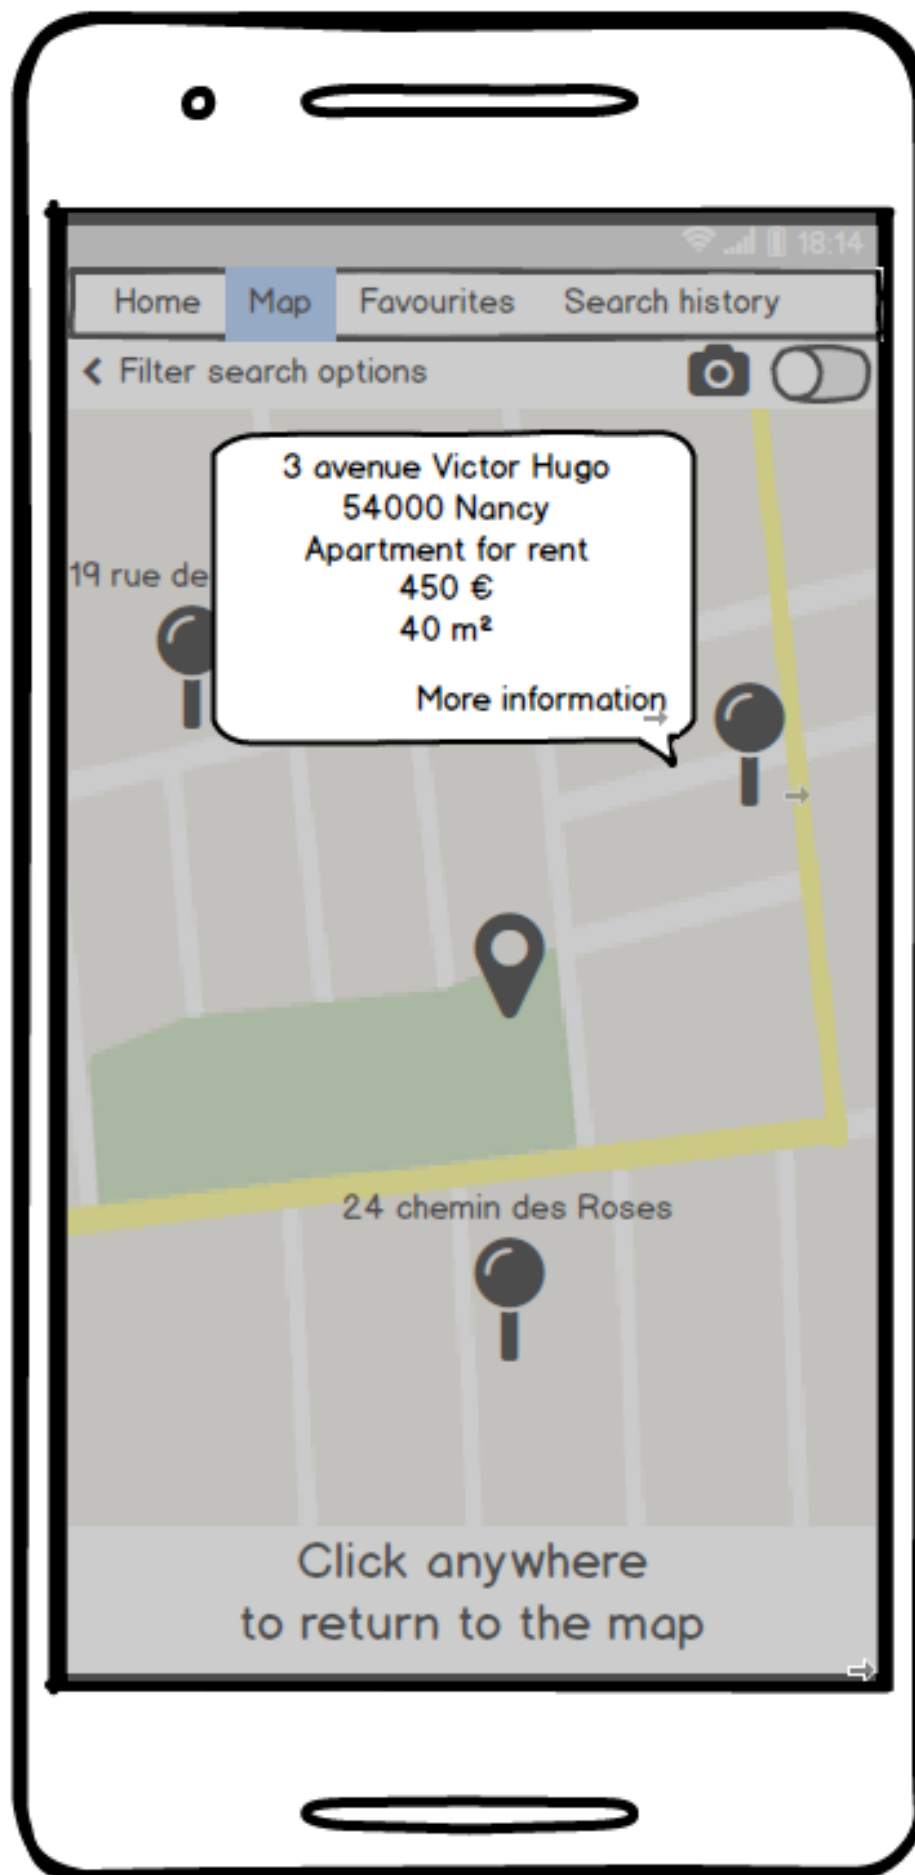 18:14
Home Map Favourites Search history
Filter search options
3 avenue Victor Hugo
54000 Nancy
Apartment for rent
450 €
40 m²
More information
19 rue de
24 chemin des Roses
Click anywhere
to return to the map